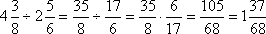 4 3/8 ÷ 2 5/6 = 35/8 ÷ 17/6 = 35/8 · 6/17 = 105/68 = 1 37/68